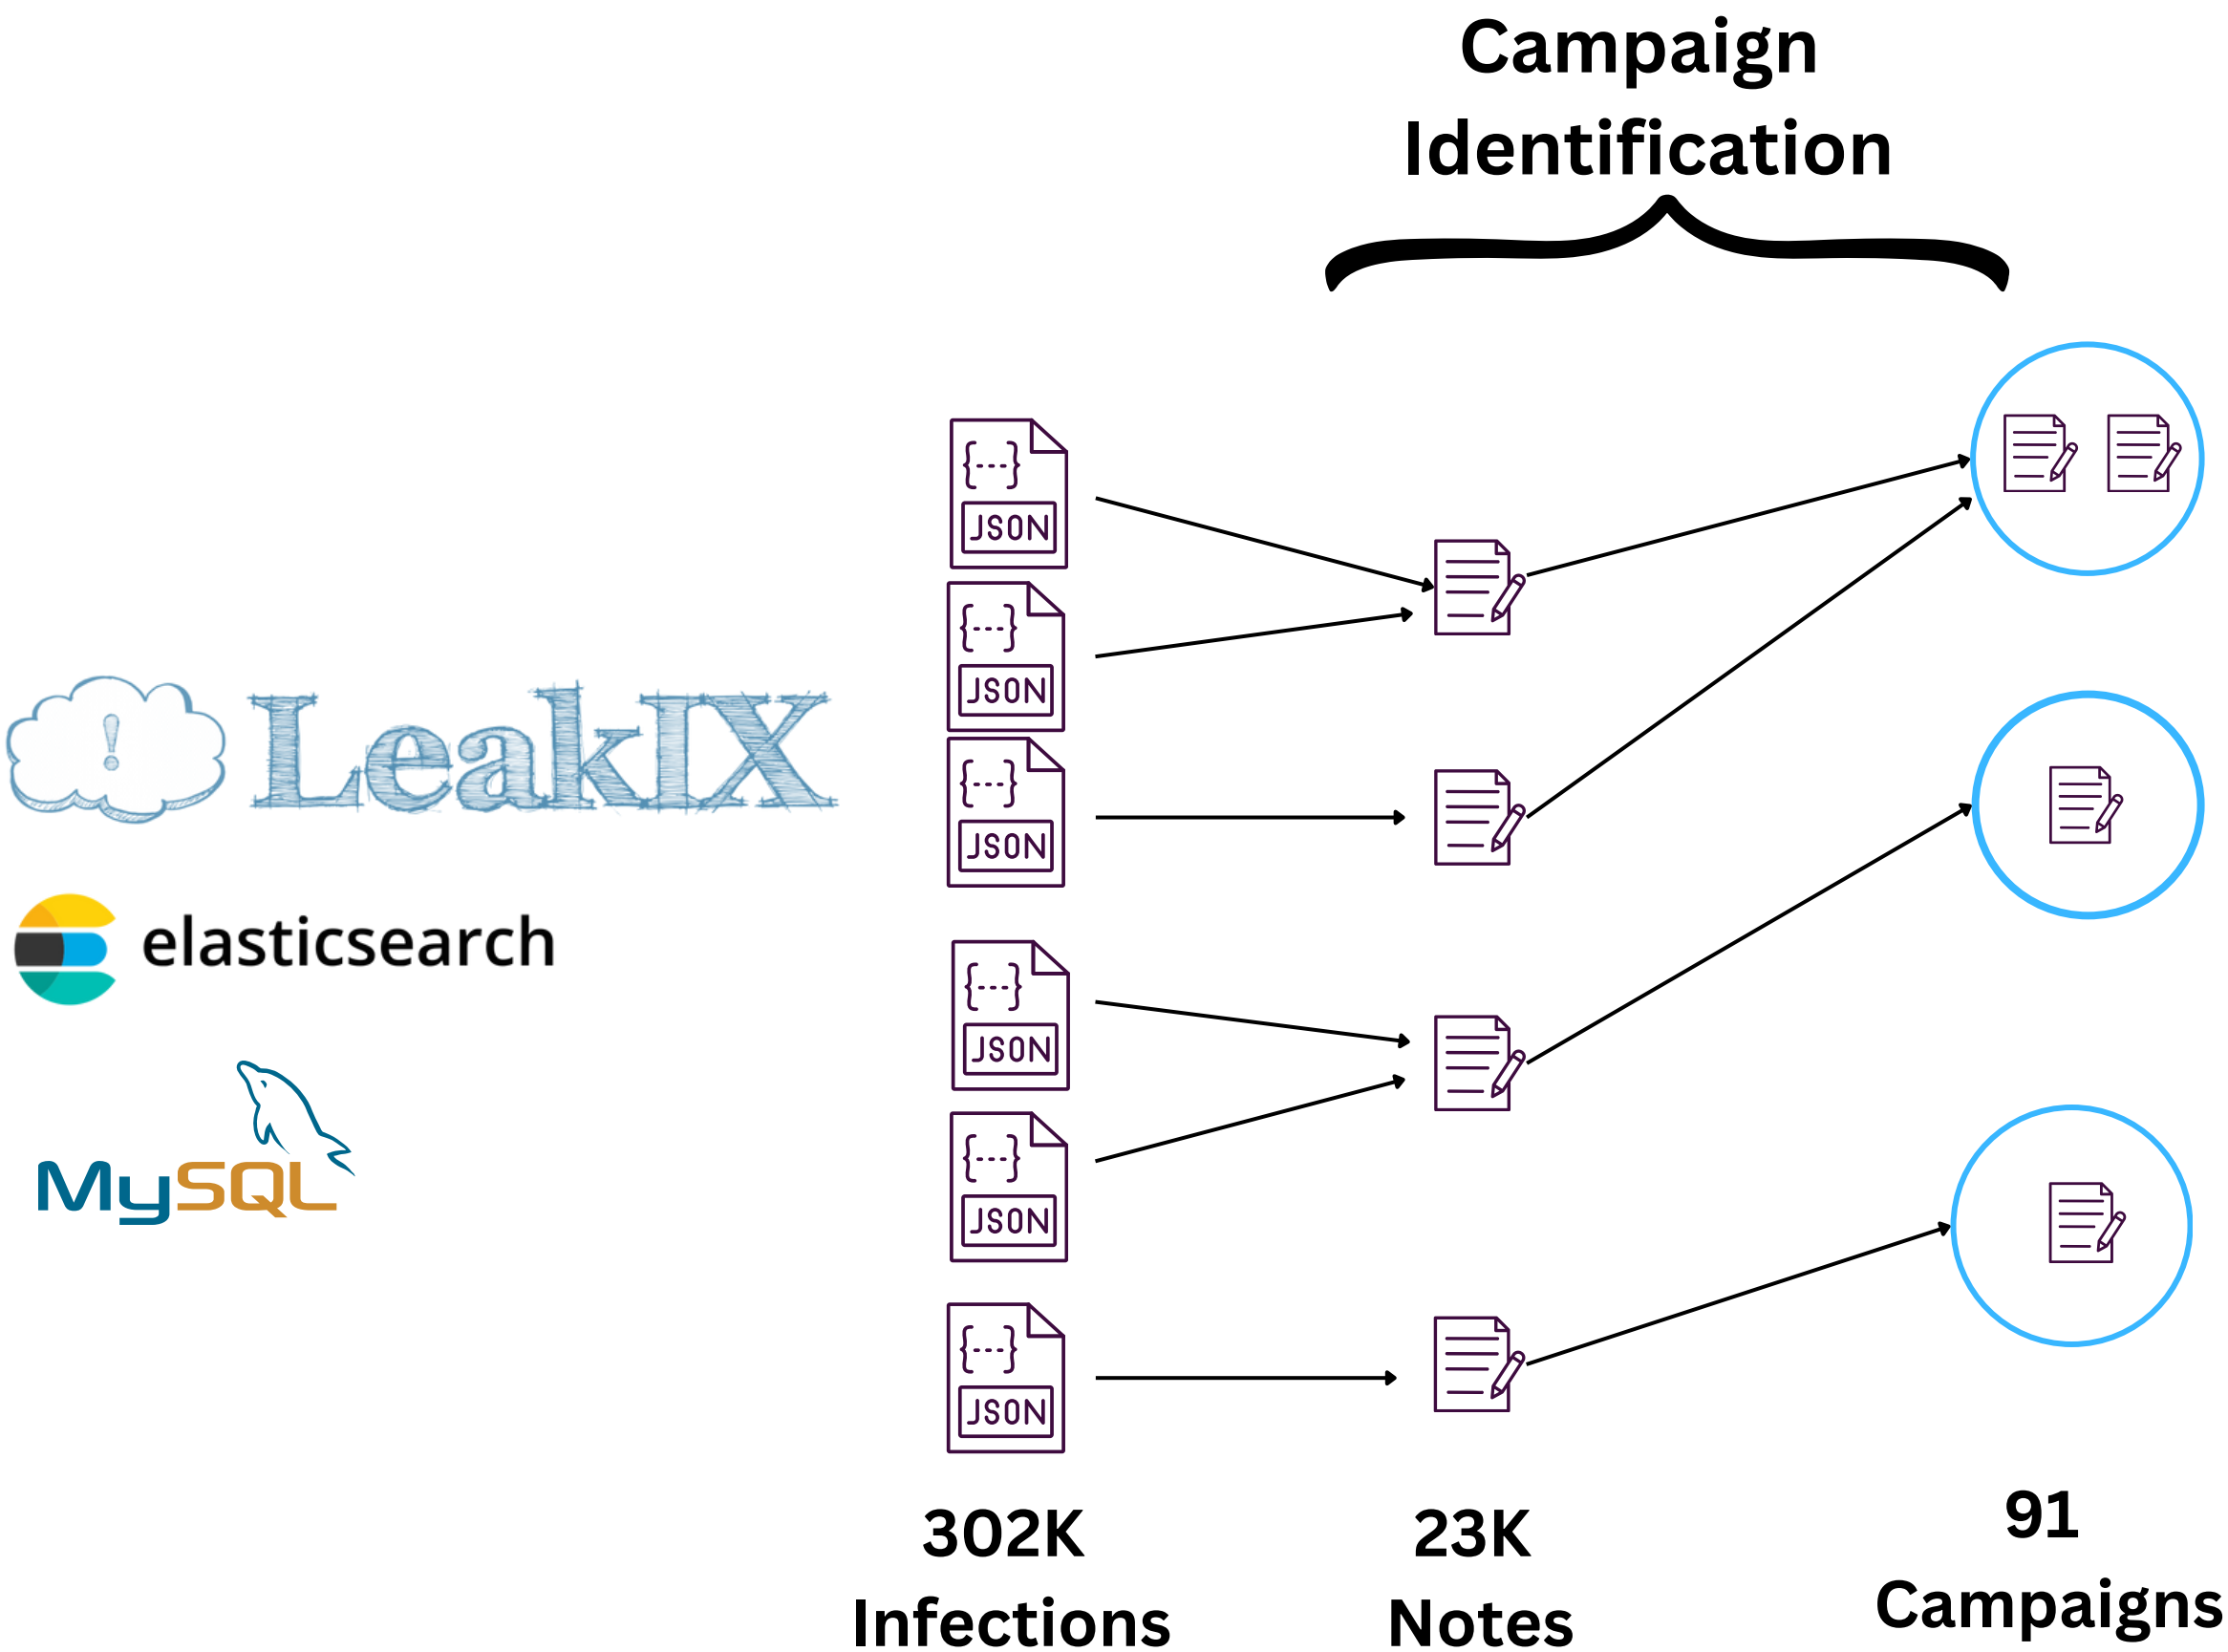 Campaign
Identification
{---}
JSON
{---}
JSON
{---}
JSON
{---}
JSON
{---}
JSON
{---}
JSON
! LeakIX
elasticsearch
MySQL
302K
Infections
23K
Notes
91
Campaigns